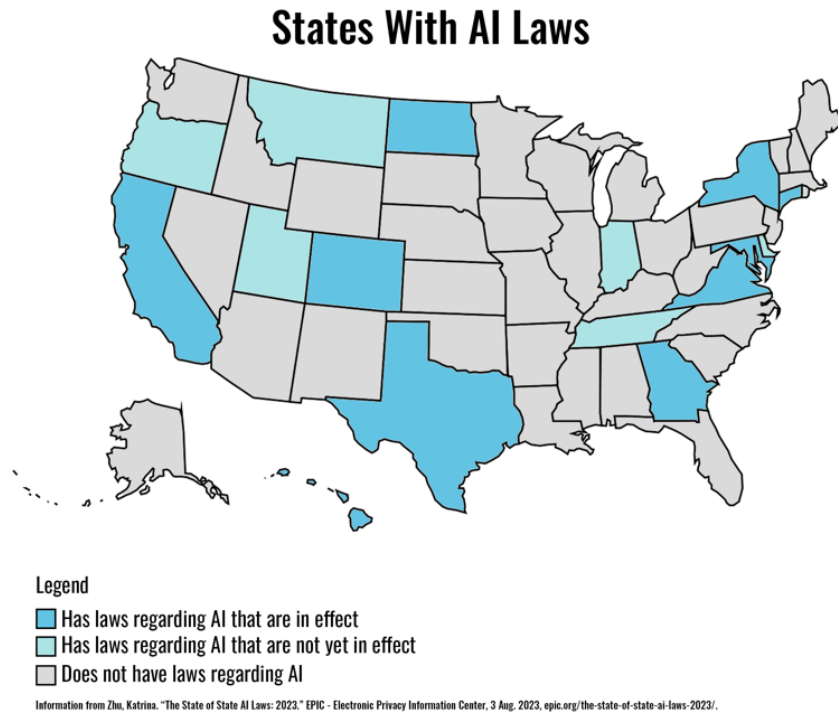 States With AI Laws
Legend
Has laws regarding AI that are in effect
Has laws regarding AI that are not yet in effect
Does not have laws regarding AI
Information from Zhu, Katrina. “The State of State AI Laws: 2023.” EPIC - Electronic Privacy Information Center, 3 Aug. 2023, epic.org/the-state-of-state-ai-laws-2023/.